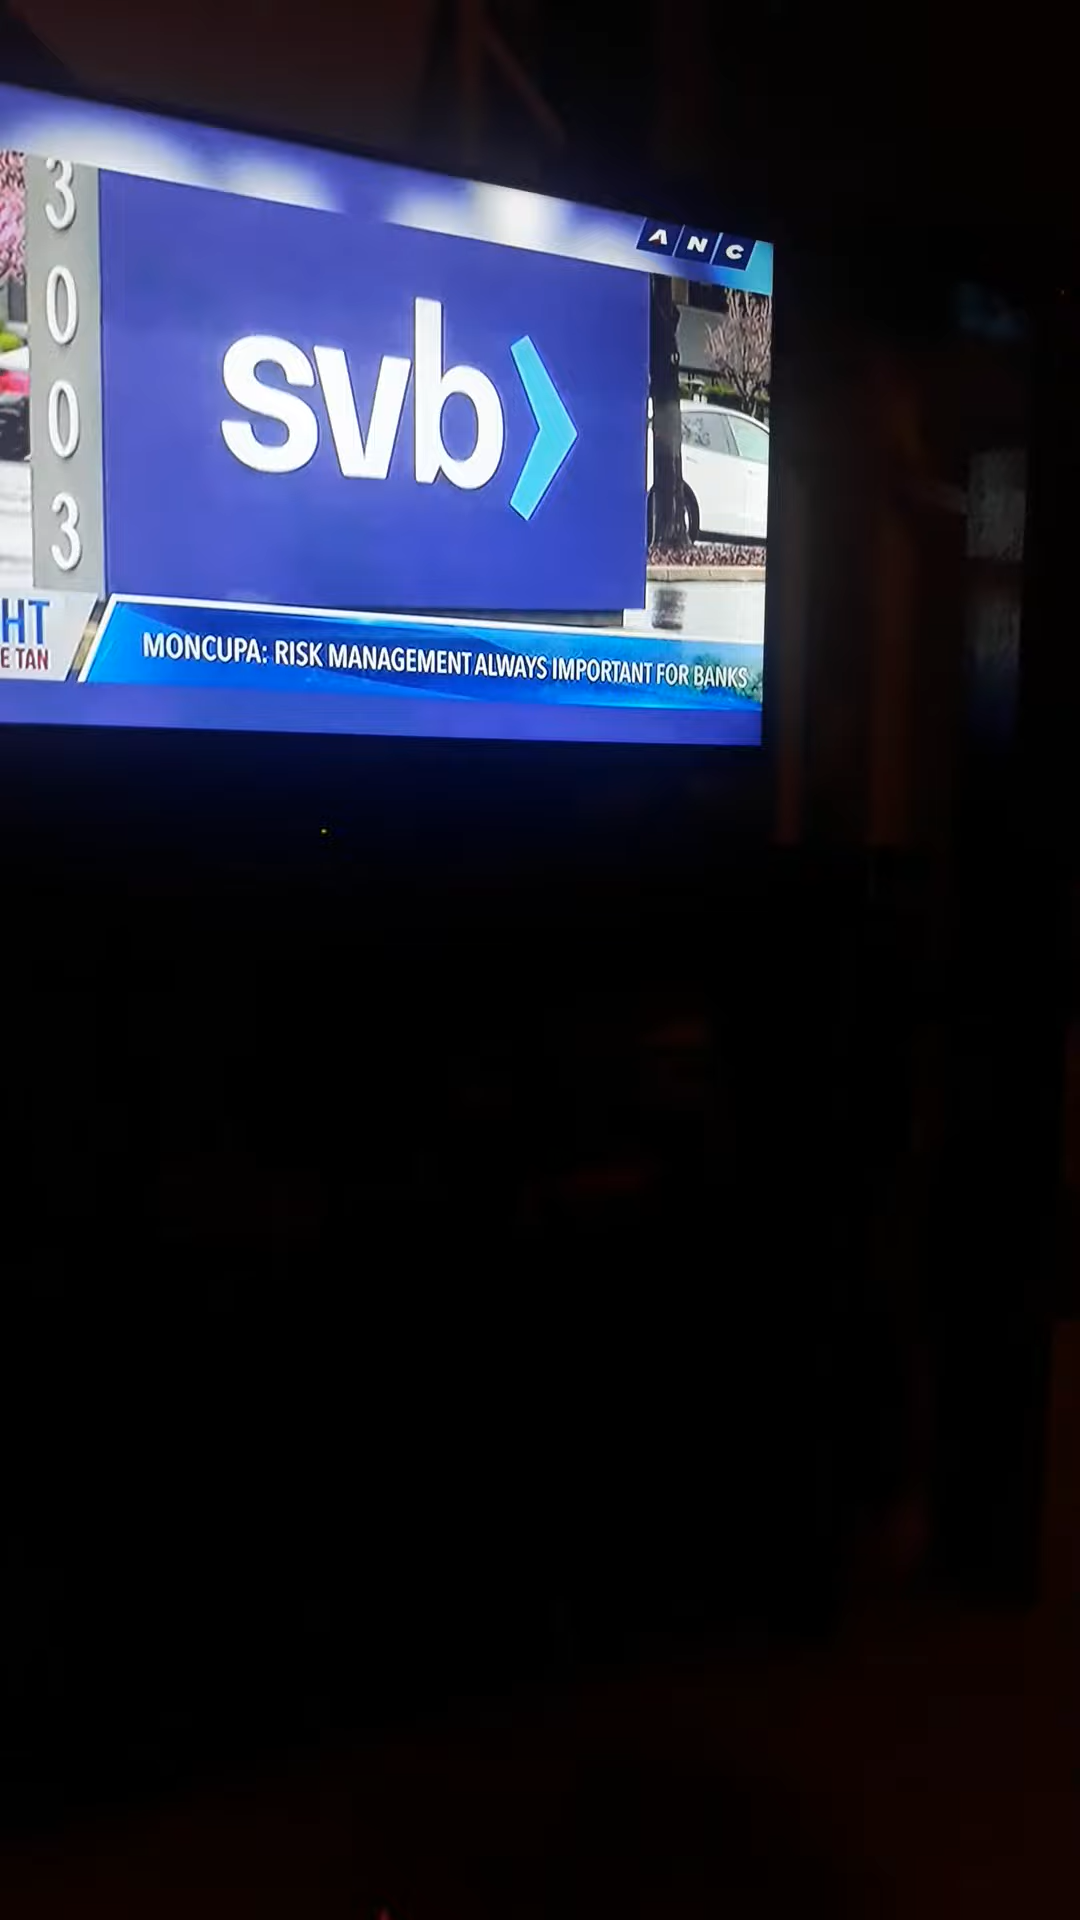 3
0
0
3
ANC
svb
HT
E TAN
MONCUPA: RISK MANAGEMENT ALWAYS IMPORTANT FOR BANKS